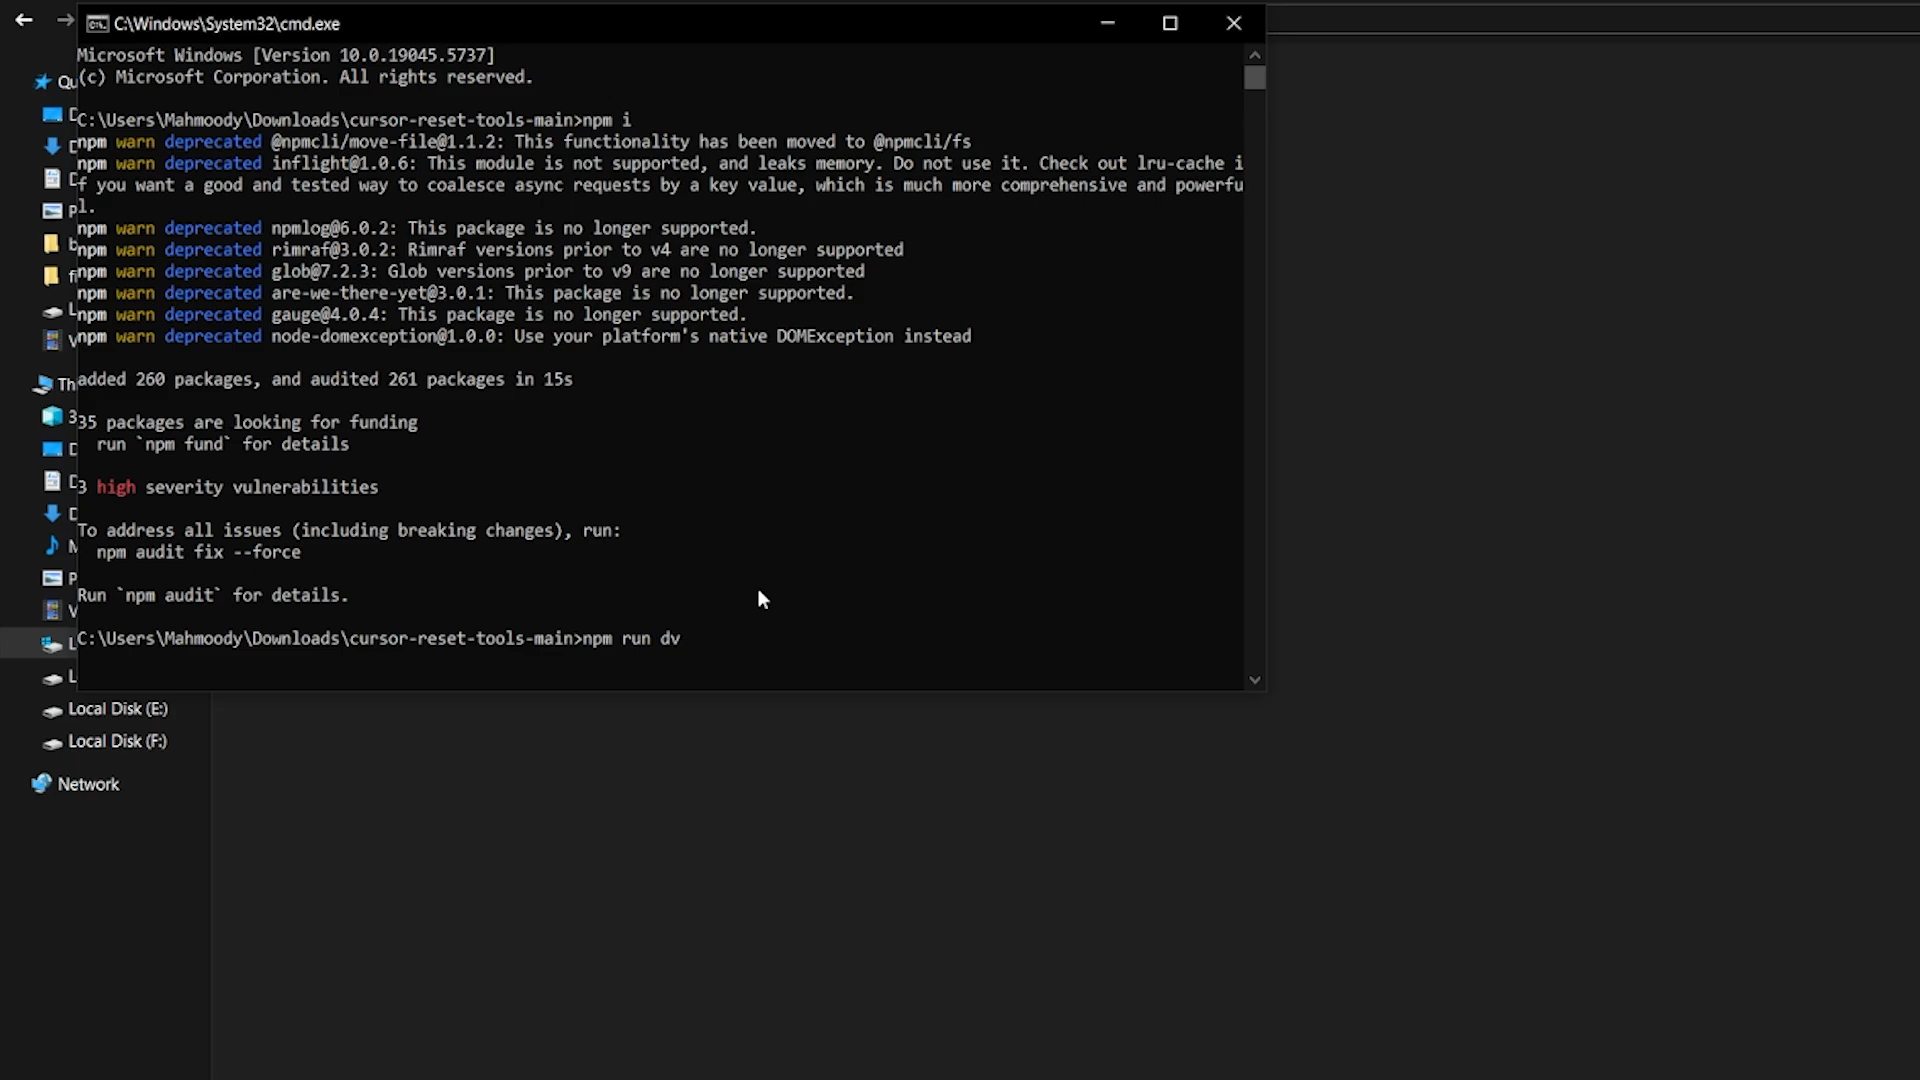 C:\Windows\System32\cmd.exe
Microsoft Windows [Version 10.0.19045.5737]
(c) Microsoft Corporation. All rights reserved.
C:\Users\Mahmoody\Downloads\cursor-reset-tools-main>npm i
npm warn deprecated @npmcli/move-file@1.1.2: This functionality has been moved to @npmcli/fs
npm warn deprecated inflight@1.0.6: This module is not supported, and leaks memory. Do not use it. Check out lru-cache i
f you want a good and tested way to coalesce async requests by a key value, which is much more comprehensive and powerfu
l.
npm warn deprecated npmlog@6.0.2: This package is no longer supported.
npm warn deprecated rimraf@3.0.2: Rimraf versions prior to v4 are no longer supported
npm warn deprecated glob@7.2.3: Glob versions prior to v9 are no longer supported
npm warn deprecated are-we-there-yet@3.0.1: This package is no longer supported.
npm warn deprecated gauge@4.0.4: This package is no longer supported.
npm warn deprecated node-domexception@1.0.0: Use your platform's native DOMException instead
added 260 packages, and audited 261 packages in 15s
35 packages are looking for funding
run `npm fund` for details
3 high severity vulnerabilities
To address all issues (including breaking changes), run:
npm audit fix --force
Run `npm audit` for details.
C:\Users\Mahmoody\Downloads\cursor-reset-tools-main>npm run dv
Local Disk (E:)
Local Disk (F:)
Network